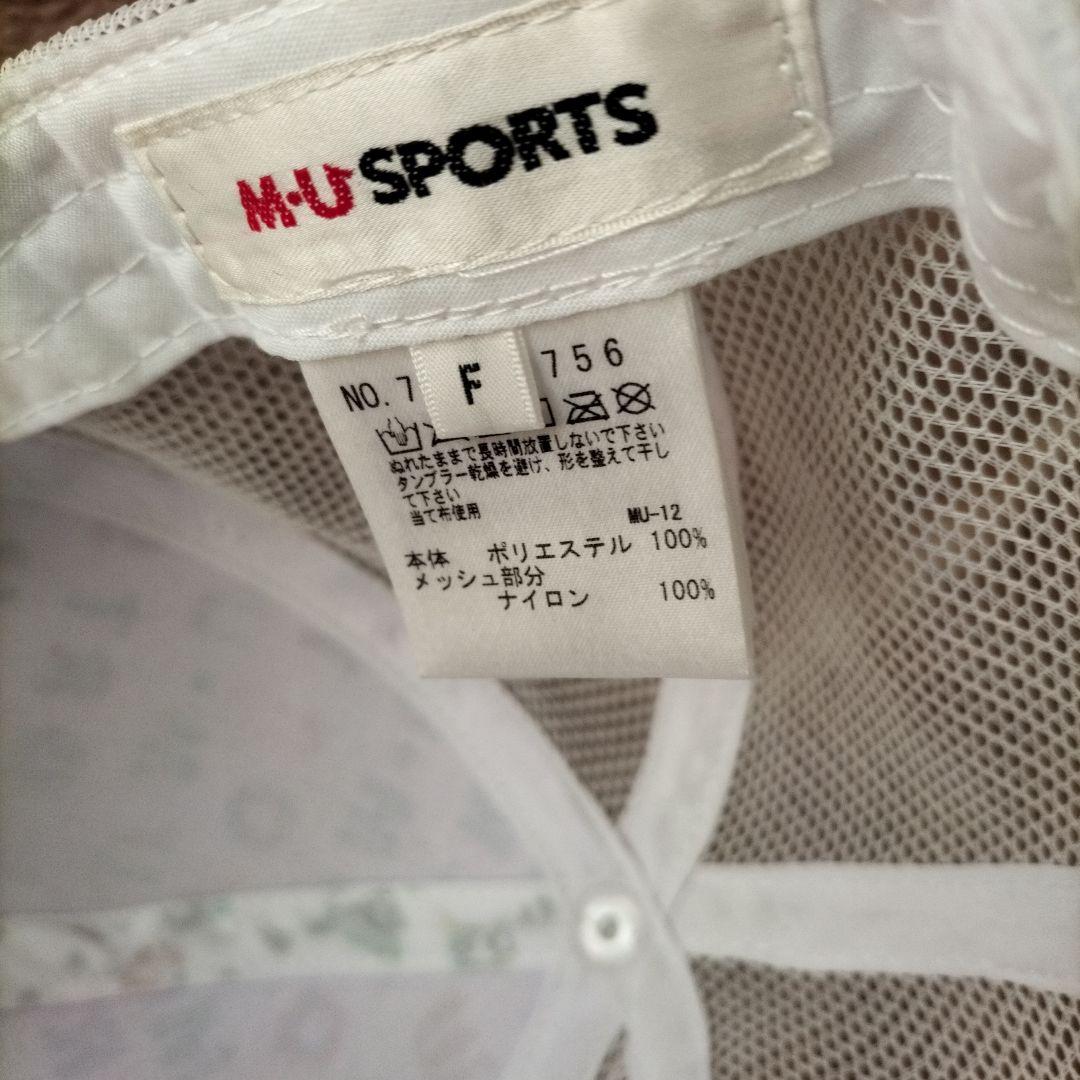 M·U SPORTS
F
NO. 7 756
ぬれたままで長時間放置しないで下さい
タンブラー乾燥を避け、形を整えて干し
て下さい
当て布使用
MU-12
本体 ポリエステル 100%
メッシュ部分
ナイロン 100%